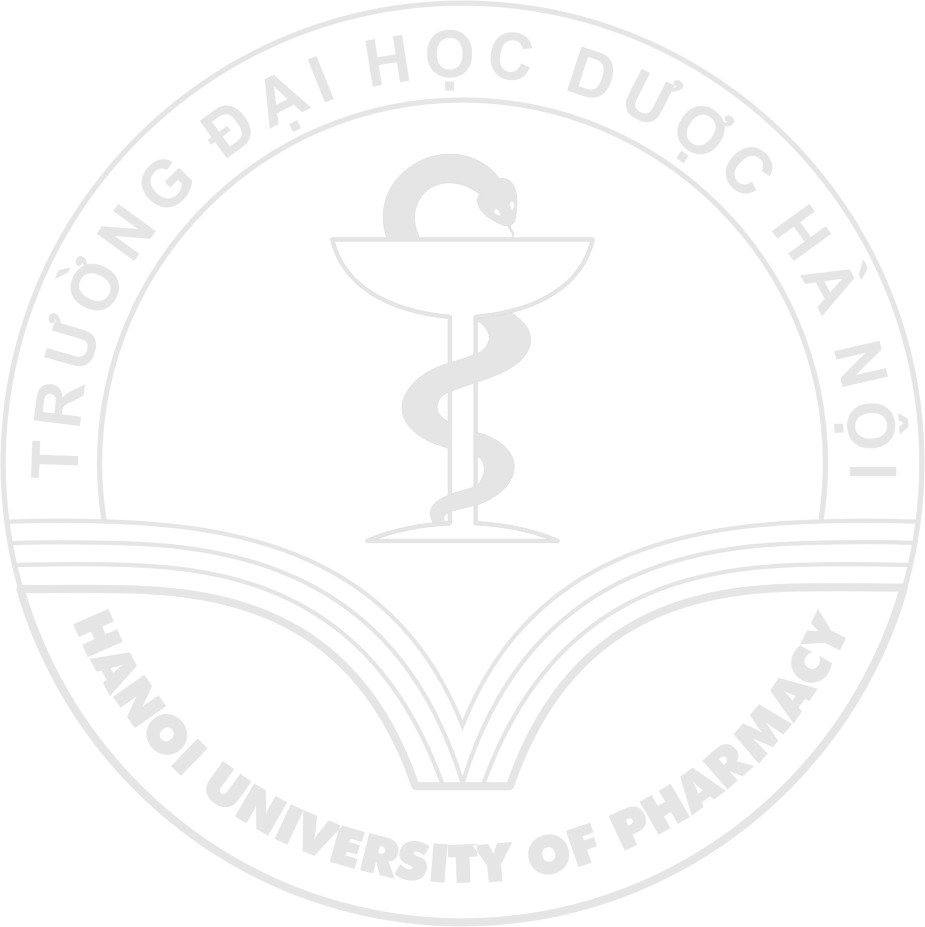 TRƯỜNG ĐẠI HỌC DƯỢC HÀ NỘI
HANOI UNIVERSITY OF PHARMACY